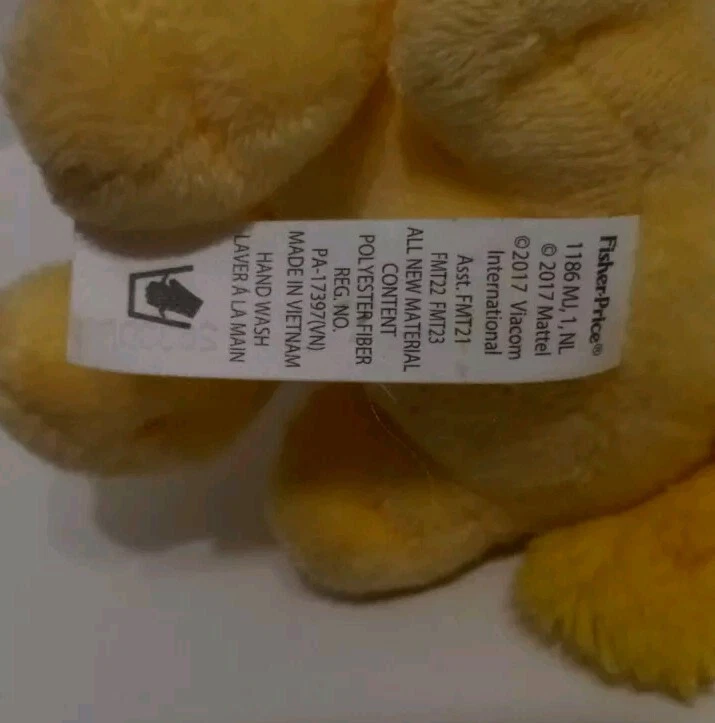 Fisher-Price®
1186 MJ, 1, NL
© 2017 Mattel
©2017 Viacom
International
Asst. FMT21
FMT22 FMT23
ALL NEW MATERIAL
CONTENT
POLYESTER FIBER
REG. NO.
PA-17397(VN)
MADE IN VIETNAM
HAND WASH
LAVER À LA MAIN